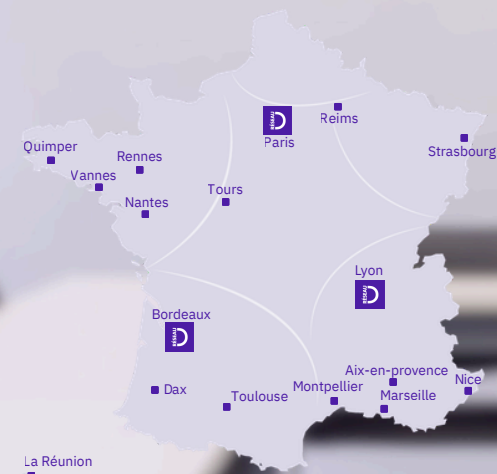 Reims
Paris
Strasbourg
Quimper
Rennes
Vannes
Tours
Nantes
Lyon
Bordeaux
Aix-en-provence
Nice
Montpellier
Dax
Toulouse
Marseille
La Réunion